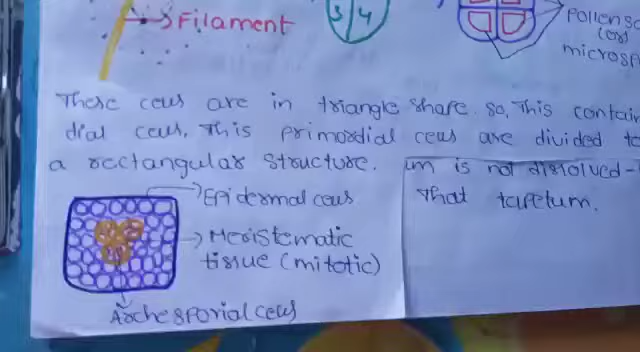 Filament
3 4
Pollen
microsp
These cells are in triangle shape. so, This contain
dial cells, This primordial cells are divided to
a rectangular structure.
um is not dissolved
That tapetum.
Epidermal cells
Meristematic
tissue (mitotic)
Archesporial cells